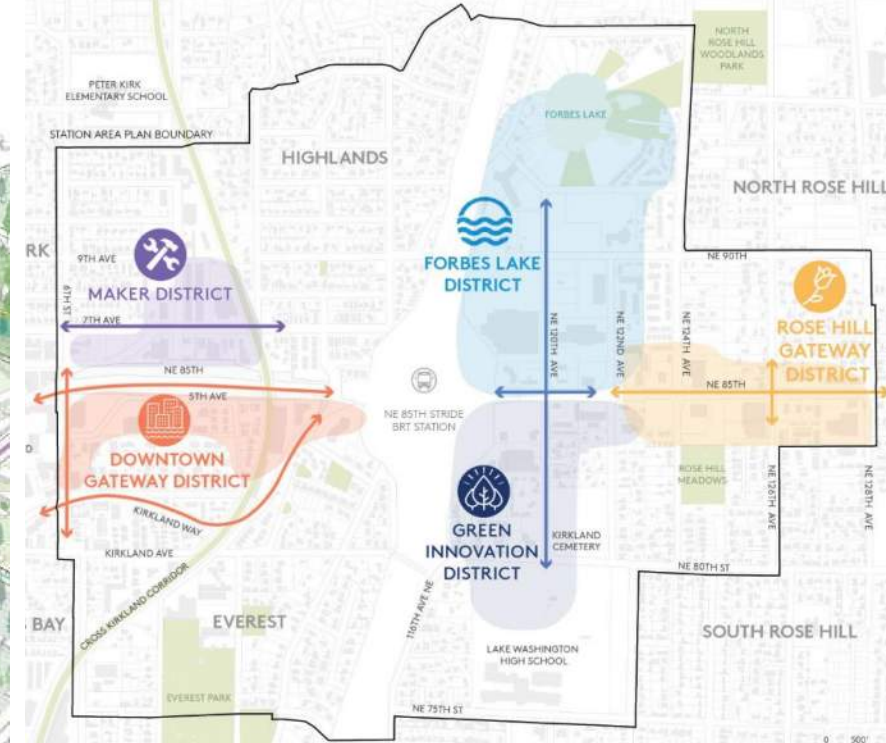 NORTH
ROSE HILL
WOODLANDS
PARK
PETER KIRK
ELEMENTARY SCHOOL
FORBES LAKE
STATION AREA PLAN BOUNDARY
HIGHLANDS
NORTH ROSE HILL
RK
9TH AVE
MAKER DISTRICT
6TH ST
7TH AVE
FORBES LAKE
DISTRICT
NE 90TH
NE 120TH AVE
NE 122ND AVE
NE 124TH AVE
ROSE HILL
GATEWAY
DISTRICT
NE 85TH
5TH AVE
NE 85TH STRIDE
BRT STATION
NE 85TH
DOWNTOWN
GATEWAY DISTRICT
ROSE HILL
MEADOWS
NE 126TH AVE
NE 128TH AVE
KIRKLAND WAY
GREEN
INNOVATION
DISTRICT
KIRKLAND
CEMETERY
KIRKLAND AVE
NE 80TH ST
CROSS KIRKLAND CORRIDOR
116TH AVE NE
BAY
EVEREST
SOUTH ROSE HILL
LAKE WASHINGTON
HIGH SCHOOL
EVEREST PARK
NE 75TH ST
0 500'